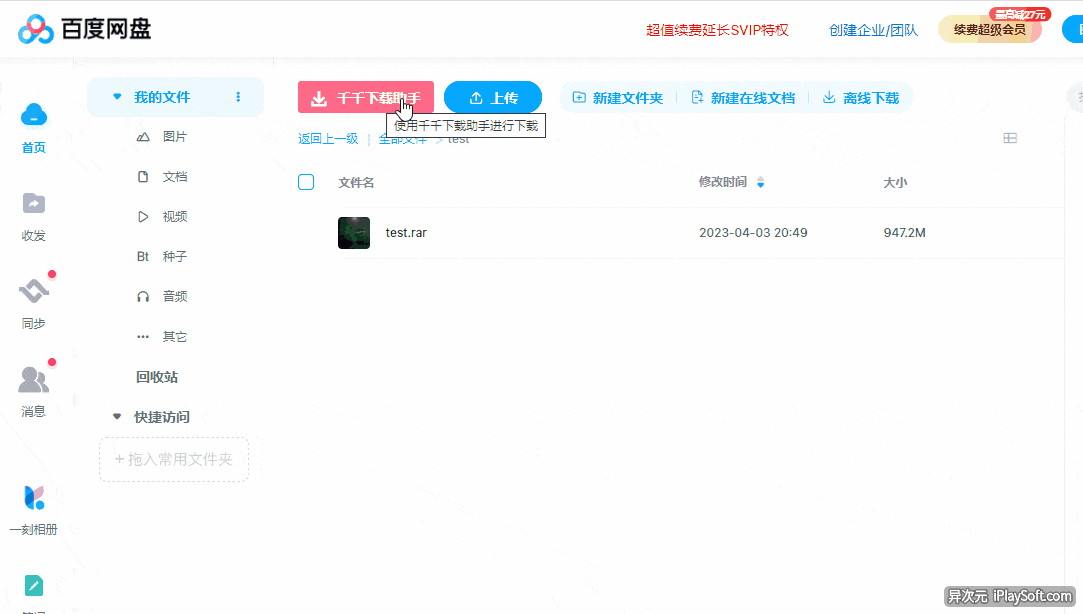 百度网盘
超值续费延长SVIP特权
创建企业/团队
最高省27元
续费超级会员
我的文件
千千下载助手
上传
新建文件夹
新建在线文档
离线下载
使用千千下载助手进行下载
返回上一级 | 全部文件 > test
首页
图片
文档
视频
Bt 种子
音频
其它
回收站
快捷访问
+ 拖入常用文件夹
收发
同步
消息
一刻相册
文件名
修改时间
大小
test.rar
2023-04-03 20:49
947.2M
异次元 iPlaySoft.com